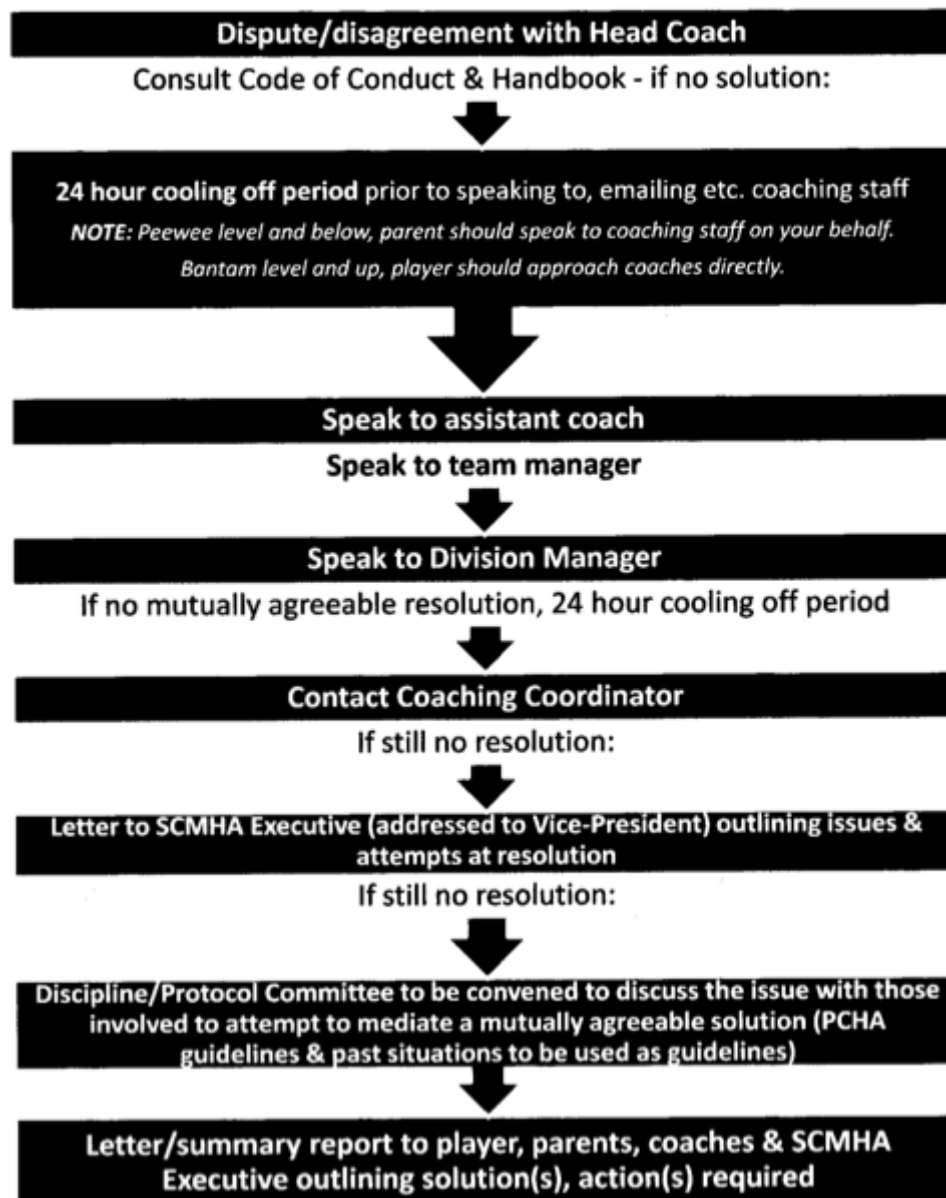 Dispute/disagreement with Head Coach
Consult Code of Conduct & Handbook - if no solution:
24 hour cooling off period prior to speaking to, emailing etc. coaching staff
NOTE: Peewee level and below, parent should speak to coaching staff on your behalf.
Bantam level and up, player should approach coaches directly.
Speak to assistant coach
Speak to team manager
Speak to Division Manager
If no mutually agreeable resolution, 24 hour cooling off period
Contact Coaching Coordinator
If still no resolution:
Letter to SCMHA Executive (addressed to Vice-President) outlining issues &
attempts at resolution
If still no resolution:
Discipline/Protocol Committee to be convened to discuss the issue with those
involved to attempt to mediate a mutually agreeable solution (PCHA
guidelines & past situations to be used as guidelines)
Letter/summary report to player, parents, coaches & SCMHA
Executive outlining solution(s), action(s) required